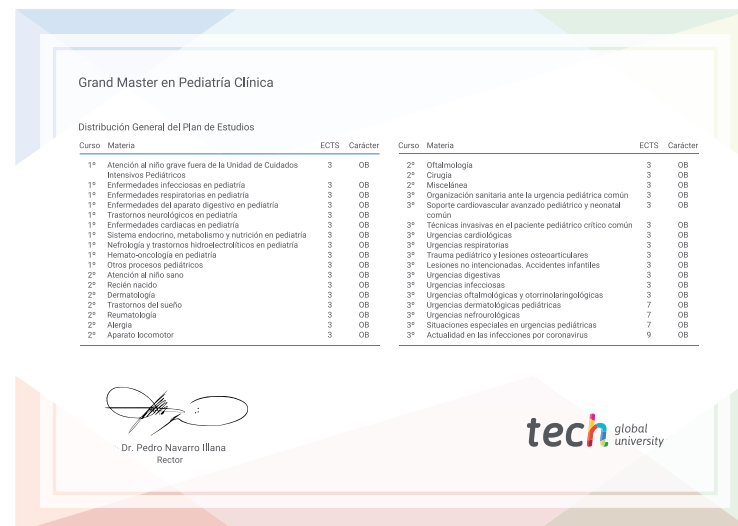 Grand Master en Pediatría Clínica
Distribución General del Plan de Estudios
Curso Materia ECTS Carácter
1º Atención al niño grave fuera de la Unidad de Cuidados 3 OB
Intensivos Pediátricos
1º Enfermedades infecciosas en pediatría 3 OB
1º Enfermedades respiratorias en pediatría 3 OB
1º Enfermedades del aparato digestivo en pediatría 3 OB
1º Trastornos neurológicos en pediatría 3 OB
1º Enfermedades cardiacas en pediatría 3 OB
1º Sistema endocrino, metabolismo y nutrición en pediatría 3 OB
1º Nefrología y trastornos hidroelectrolíticos en pediatría 3 OB
1º Hemato-oncología en pediatría 3 OB
1º Otros procesos pediátricos 3 OB
2º Atención al niño sano 3 OB
2º Recién nacido 3 OB
2º Dermatología 3 OB
2º Trastornos del sueño 3 OB
2º Reumatología 3 OB
2º Alergia 3 OB
2º Aparato locomotor 3 OB
Curso Materia ECTS Carácter
2º Oftalmología 3 OB
2º Cirugía 3 OB
2º Miscelánea 3 OB
3º Organización sanitaria ante la urgencia pediátrica común 3 OB
3º Soporte cardiovascular avanzado pediátrico y neonatal 3 OB
común
3º Técnicas invasivas en el paciente pediátrico crítico común 3 OB
3º Urgencias cardiológicas 3 OB
3º Urgencias respiratorias 3 OB
3º Trauma pediátrico y lesiones osteoarticulares 3 OB
3º Lesiones no intencionadas. Accidentes infantiles 3 OB
3º Urgencias digestivas 3 OB
3º Urgencias infecciosas 3 OB
3º Urgencias oftalmológicas y otorrinolaringológicas 3 OB
3º Urgencias dermatológicas pediátricas 7 OB
3º Urgencias nefrourológicas 7 OB
3º Situaciones especiales en urgencias pediátricas 7 OB
3º Actualidad en las infecciones por coronavirus 9 OB
Dr. Pedro Navarro Illana
Rector
tech global
university